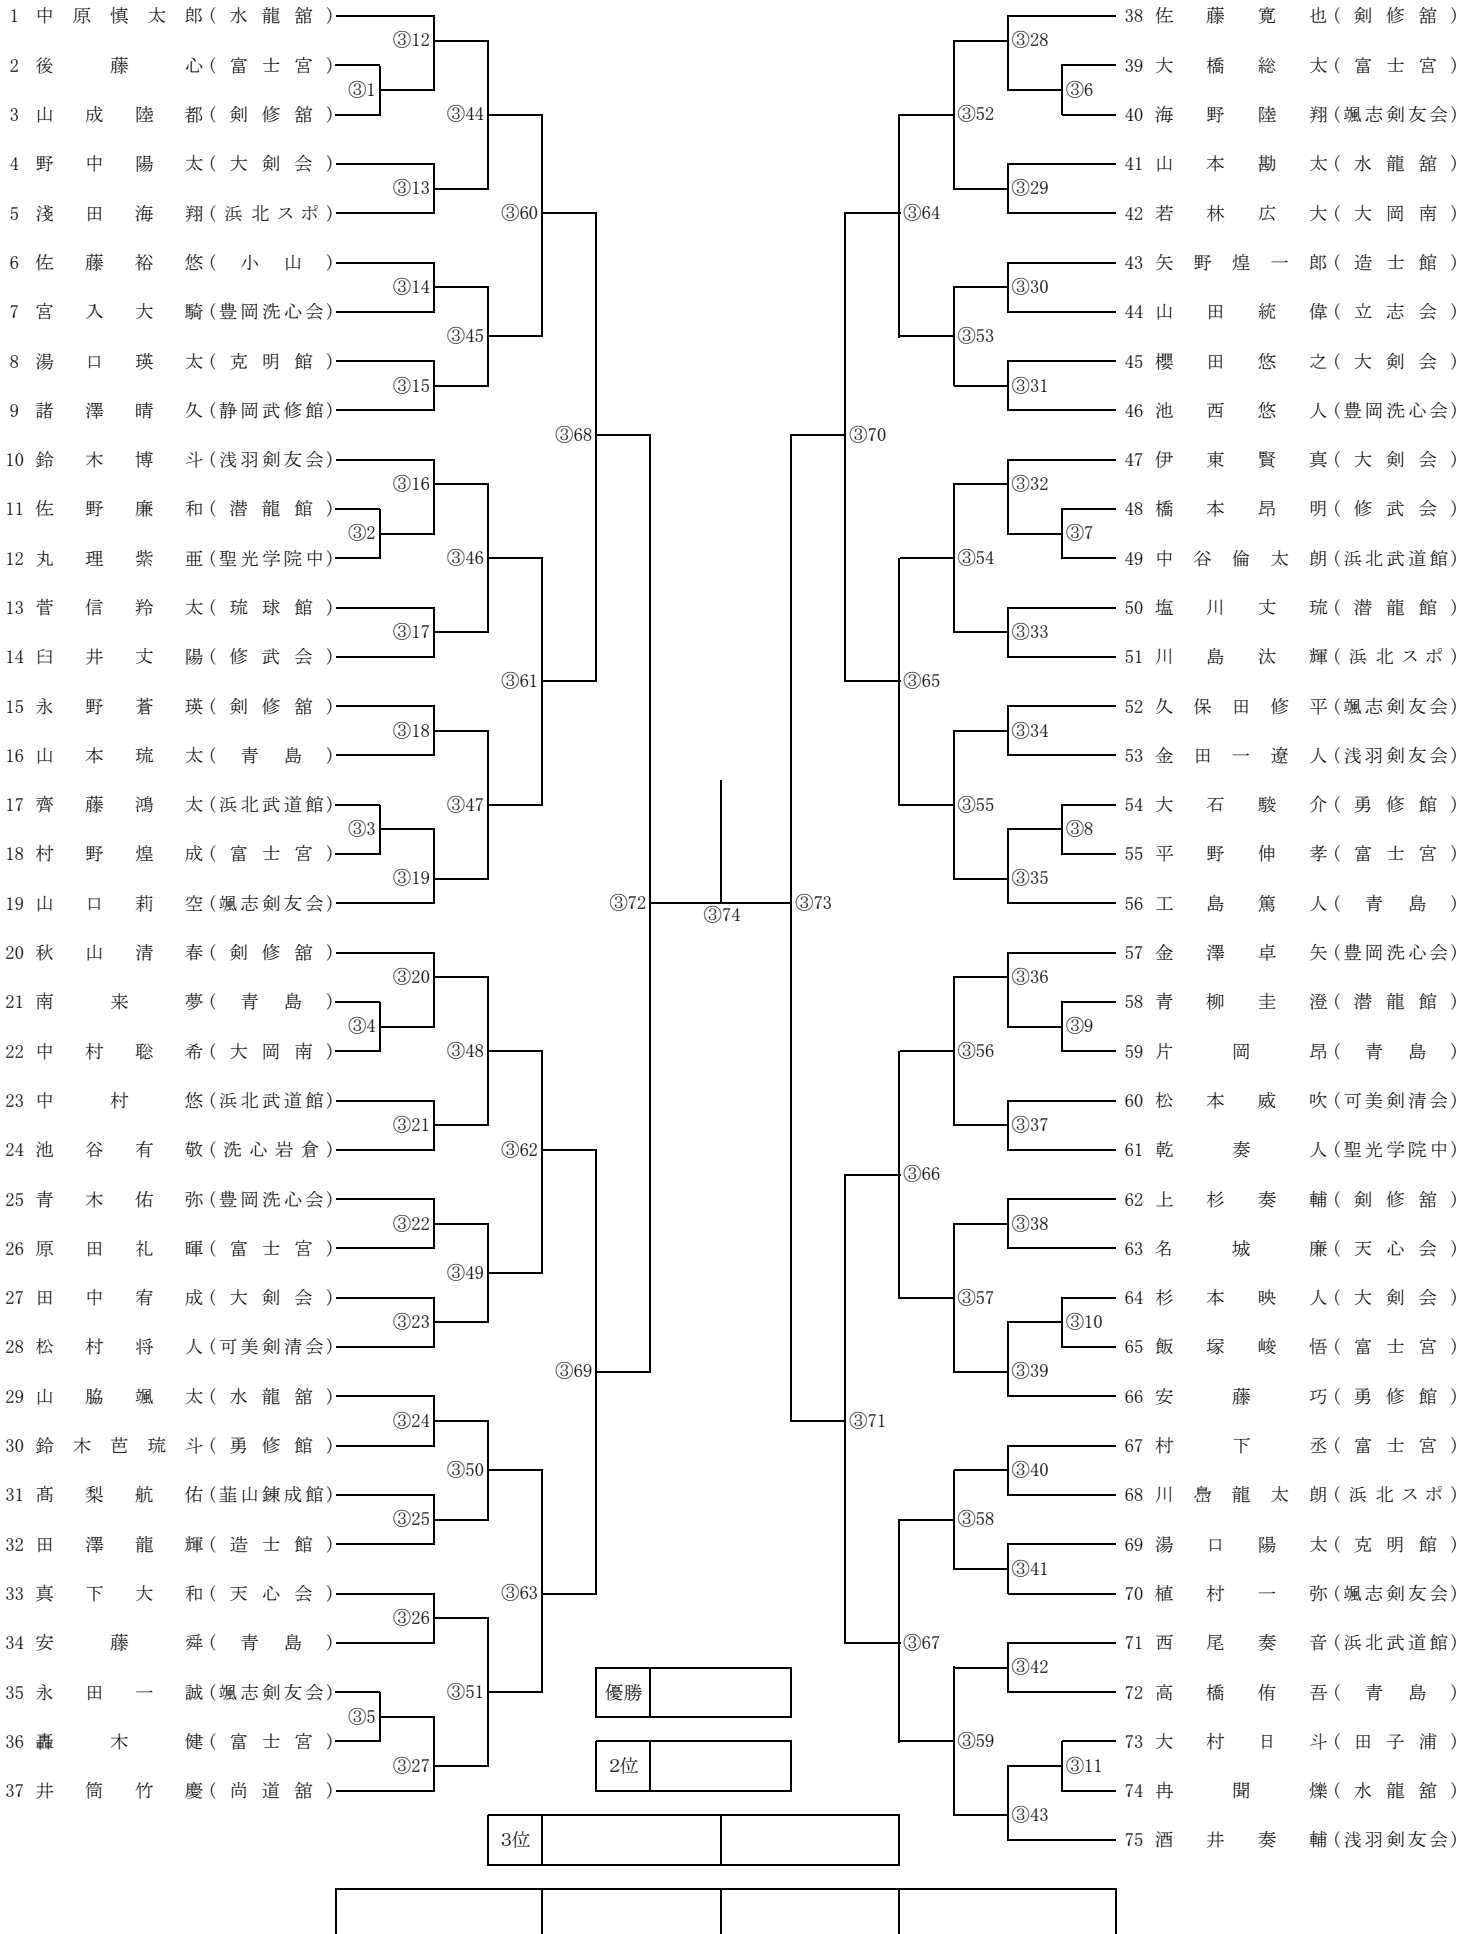 1 中原慎太郎(水龍舘)
③12
2 後藤心(富士宮)
③1
3 山成陸都(剣修舘)
③44
4 野中陽太(大剣会)
③13
5 淺田海翔(浜北スポ)
③60
6 佐藤裕悠(小山)
③14
7 宮入大騎(豊岡洗心会)
③45
8 湯口瑛太(克明館)
③15
9 諸澤晴久(静岡武修館)
③68
10 鈴木博斗(浅羽剣友会)
③16
11 佐野廉和(潜龍館)
③2
12 丸理紫亜(聖光学院中)
③46
13 菅信羚太(琉球館)
③17
14 臼井丈陽(修武会)
③61
15 永野蒼瑛(剣修舘)
③18
16 山本琉太(青島)
17 齊藤鴻太(浜北武道館)
③47
③3
18 村野煌成(富士宮)
③19
19 山口莉空(颯志剣友会)
③72
20 秋山清春(剣修舘)
③20
21 南来夢(青島)
③4
22 中村聡希(大岡南)
③48
23 中村悠(浜北武道館)
③21
24 池谷有敬(洗心岩倉)
③62
25 青木佑弥(豊岡洗心会)
③22
26 原田礼暉(富士宮)
③49
27 田中宥成(大剣会)
③23
28 松村将人(可美剣清会)
③69
29 山脇颯太(水龍舘)
③24
30 鈴木芭琉斗(勇修館)
③50
31 髙梨航佑(韮山錬成館)
③25
32 田澤龍輝(造士館)
33 真下大和(天心会)
③63
③26
34 安藤舜(青島)
35 永田一誠(颯志剣友会)
③51
③5
36 轟木健(富士宮)
③27
37 井筒竹慶(尚道舘)
③74
38 佐藤寛也(剣修舘)
③28
39 大橋総太(富士宮)
③6
40 海野陸翔(颯志剣友会)
③52
41 山本勘太(水龍舘)
③29
42 若林広大(大岡南)
③64
43 矢野煌一郎(造士館)
③30
44 山田統偉(立志会)
③53
45 櫻田悠之(大剣会)
③31
46 池西悠人(豊岡洗心会)
③70
47 伊東賢真(大剣会)
③32
48 橋本昂明(修武会)
③7
49 中谷倫太朗(浜北武道館)
③54
50 塩川丈琉(潜龍館)
③33
51 川島汰輝(浜北スポ)
③65
52 久保田修平(颯志剣友会)
③34
53 金田一遼人(浅羽剣友会)
③55
54 大石駿介(勇修館)
③8
55 平野伸孝(富士宮)
③35
56 工島篤人(青島)
③73
57 金澤卓矢(豊岡洗心会)
③36
58 青柳圭澄(潜龍館)
③9
59 片岡昂(青島)
③56
60 松本威吹(可美剣清会)
③37
61 乾奏人(聖光学院中)
③66
62 上杉奏輔(剣修舘)
③38
63 名城廉(天心会)
64 杉本映人(大剣会)
③57
③10
65 飯塚峻悟(富士宮)
③39
66 安藤巧(勇修館)
③71
67 村下丞(富士宮)
③40
68 川㠀龍太朗(浜北スポ)
③58
69 湯口陽太(克明館)
③41
70 植村一弥(颯志剣友会)
③67
71 西尾奏音(浜北武道館)
③42
72 高橋侑吾(青島)
③59
73 大村日斗(田子浦)
③11
74 冉聞爍(水龍舘)
③43
75 酒井奏輔(浅羽剣友会)
優勝
2位
3位